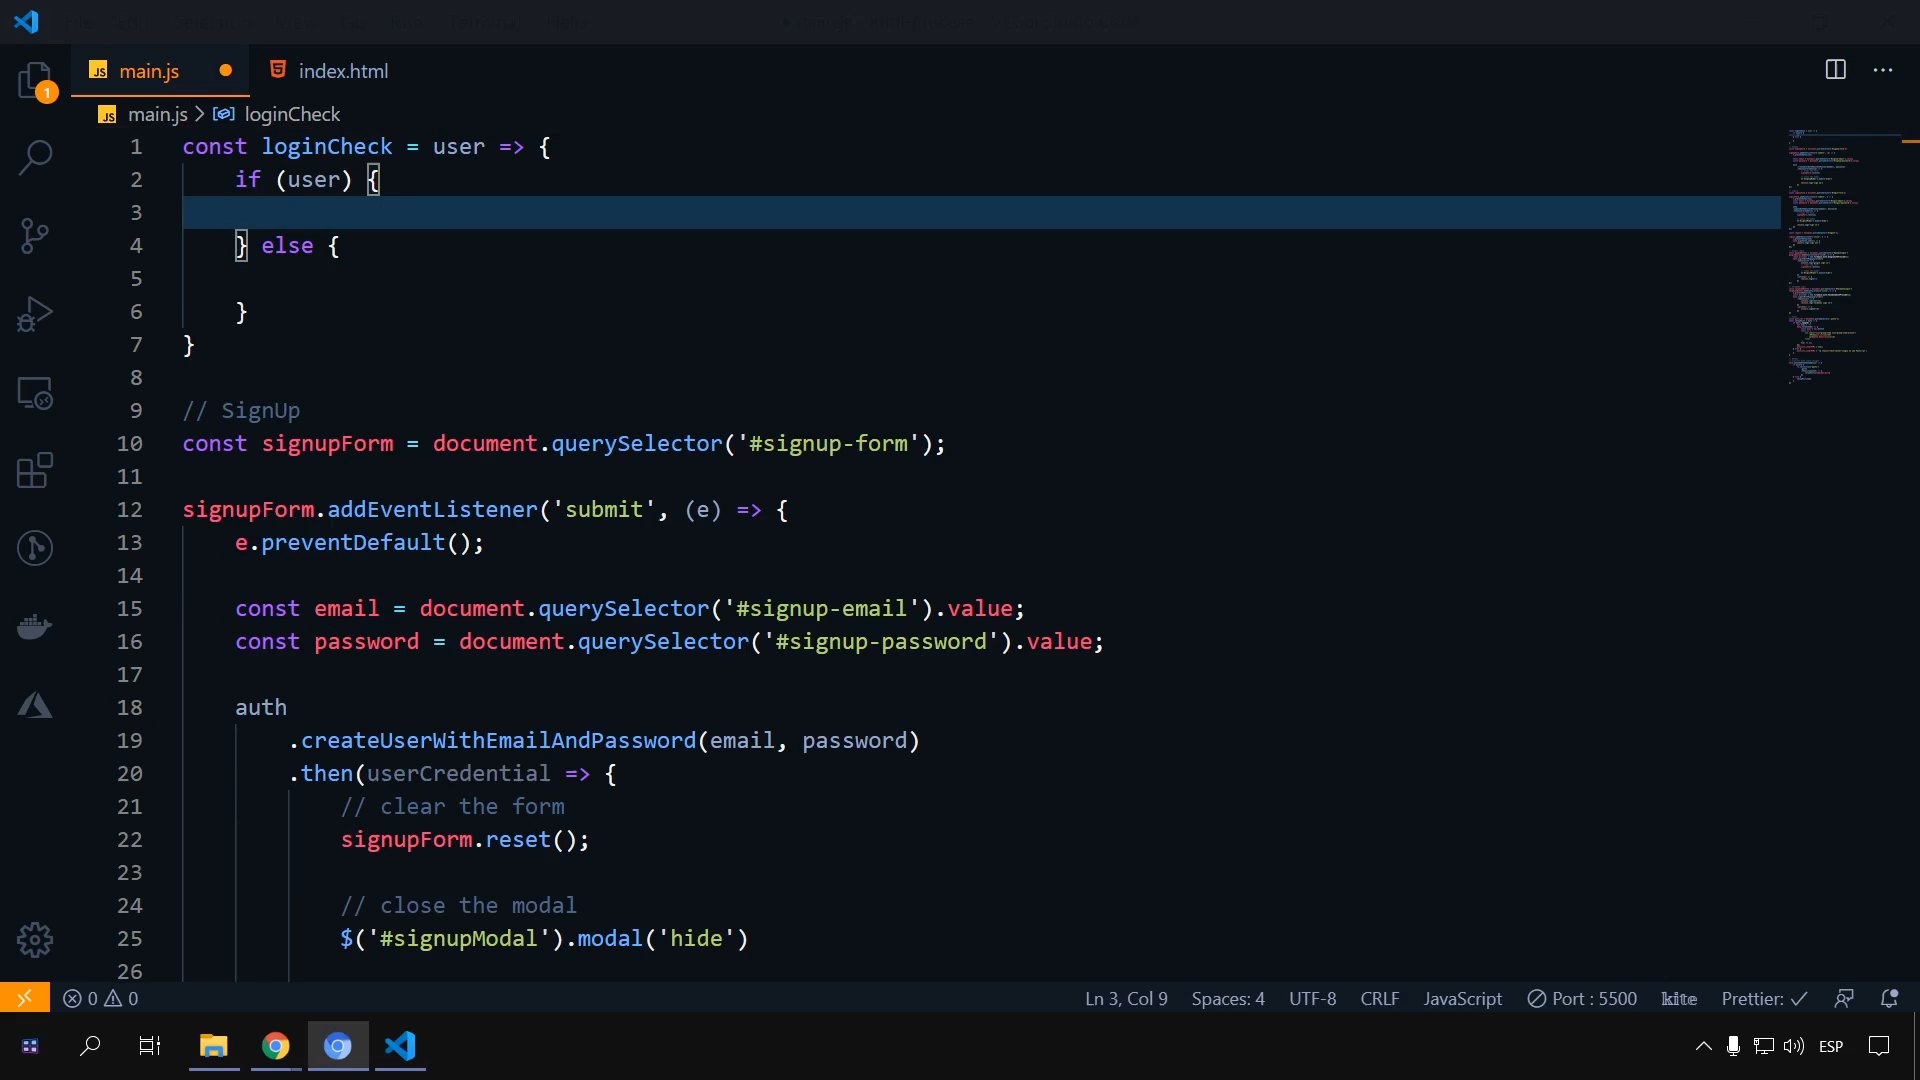 main.js
index.html
1
main.js > loginCheck
1 const loginCheck = user => {
2 if (user) {
3
4 } else {
5
6 }
7 }
8
9 // SignUp
10 const signupForm = document.querySelector('#signup-form');
11
12 signupForm.addEventListener('submit', (e) => {
13 e.preventDefault();
14
15 const email = document.querySelector('#signup-email').value;
16 const password = document.querySelector('#signup-password').value;
17
18 auth
19 .createUserWithEmailAndPassword(email, password)
20 .then(userCredential => {
21 // clear the form
22 signupForm.reset();
23
24 // close the modal
25 $('#signupModal').modal('hide')
26
0 0 Ln 3, Col 9 Spaces: 4 UTF-8 CRLF JavaScript Port : 5500 kite Prettier: ✓
ESP